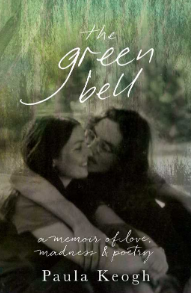 the
green
bell
a memoir of love,
madness & poetry
Paula Keogh